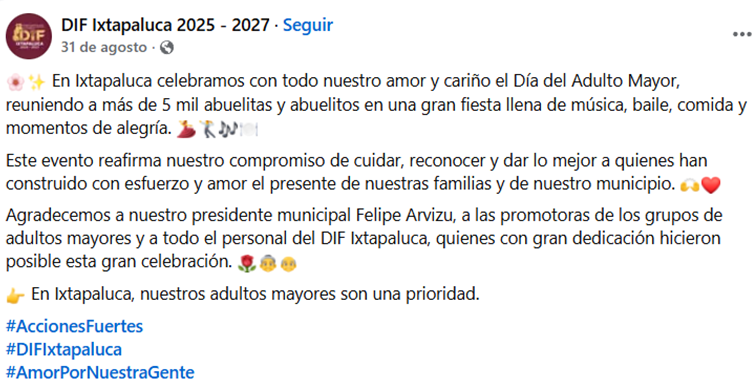 DIF IXTAPALUCA
DIF Ixtapaluca 2025 - 2027 · Seguir
31 de agosto ·
🌸✨ En Ixtapaluca celebramos con todo nuestro amor y cariño el Día del Adulto Mayor,
reuniendo a más de 5 mil abuelitas y abuelitos en una gran fiesta llena de música, baile, comida y
momentos de alegría. 💃🕺🎶🍽️
Este evento reafirma nuestro compromiso de cuidar, reconocer y dar lo mejor a quienes han
construido con esfuerzo y amor el presente de nuestras familias y de nuestro municipio. 🙌❤️
Agradecemos a nuestro presidente municipal Felipe Arvizu, a las promotoras de los grupos de
adultos mayores y a todo el personal del DIF Ixtapaluca, quienes con gran dedicación hicieron
posible esta gran celebración. 🌹👵👴
👉 En Ixtapaluca, nuestros adultos mayores son una prioridad.
#AccionesFuertes
#DIFIxtapaluca
#AmorPorNuestraGente